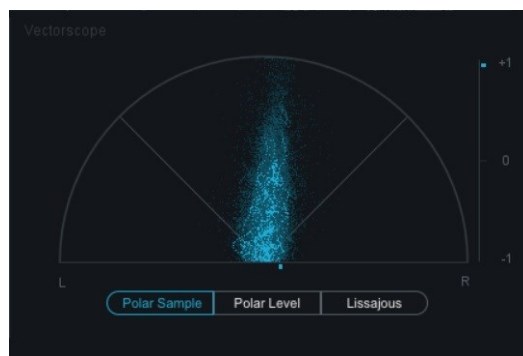 Vectorscope
+1
0
-1
L
R
Polar Sample
Polar Level
Lissajous